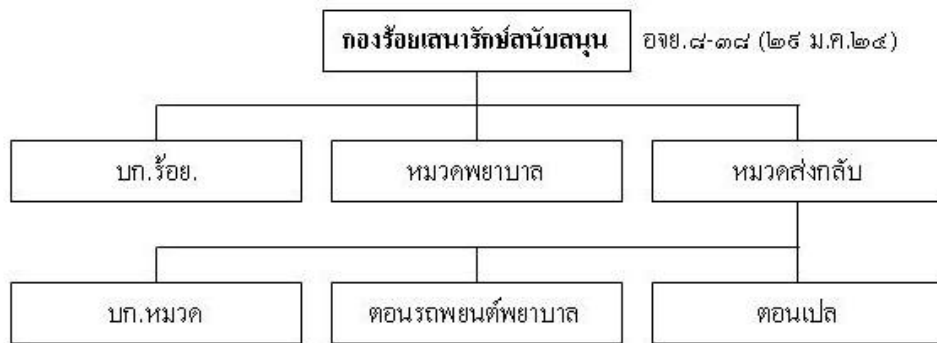 กองร้อยเสนารักษ์สนับสนุน อจย.๘-๓๘ (๒๙ ม.ค.๒๕)
บก.ร้อย. หมวดพยาบาล หมวดส่งกลับ
บก.หมวด ตอนรถพยนต์พยาบาล ตอนเปล